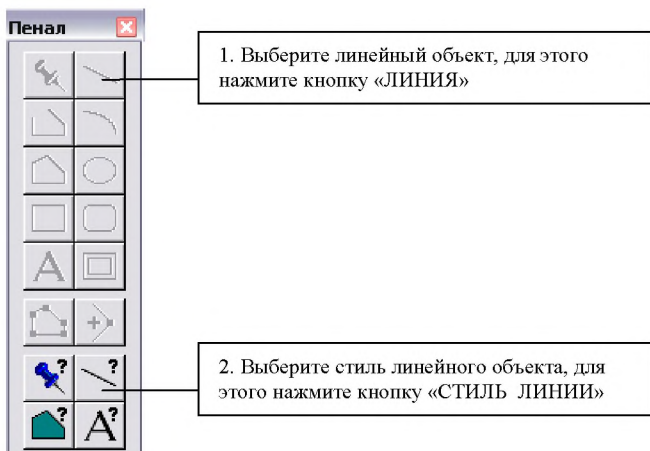 Пенал
1. Выберите линейный объект, для этого
нажмите кнопку «ЛИНИЯ»
A
?
?
2. Выберите стиль линейного объекта, для
этого нажмите кнопку «СТИЛЬ ЛИНИИ»
?
A?